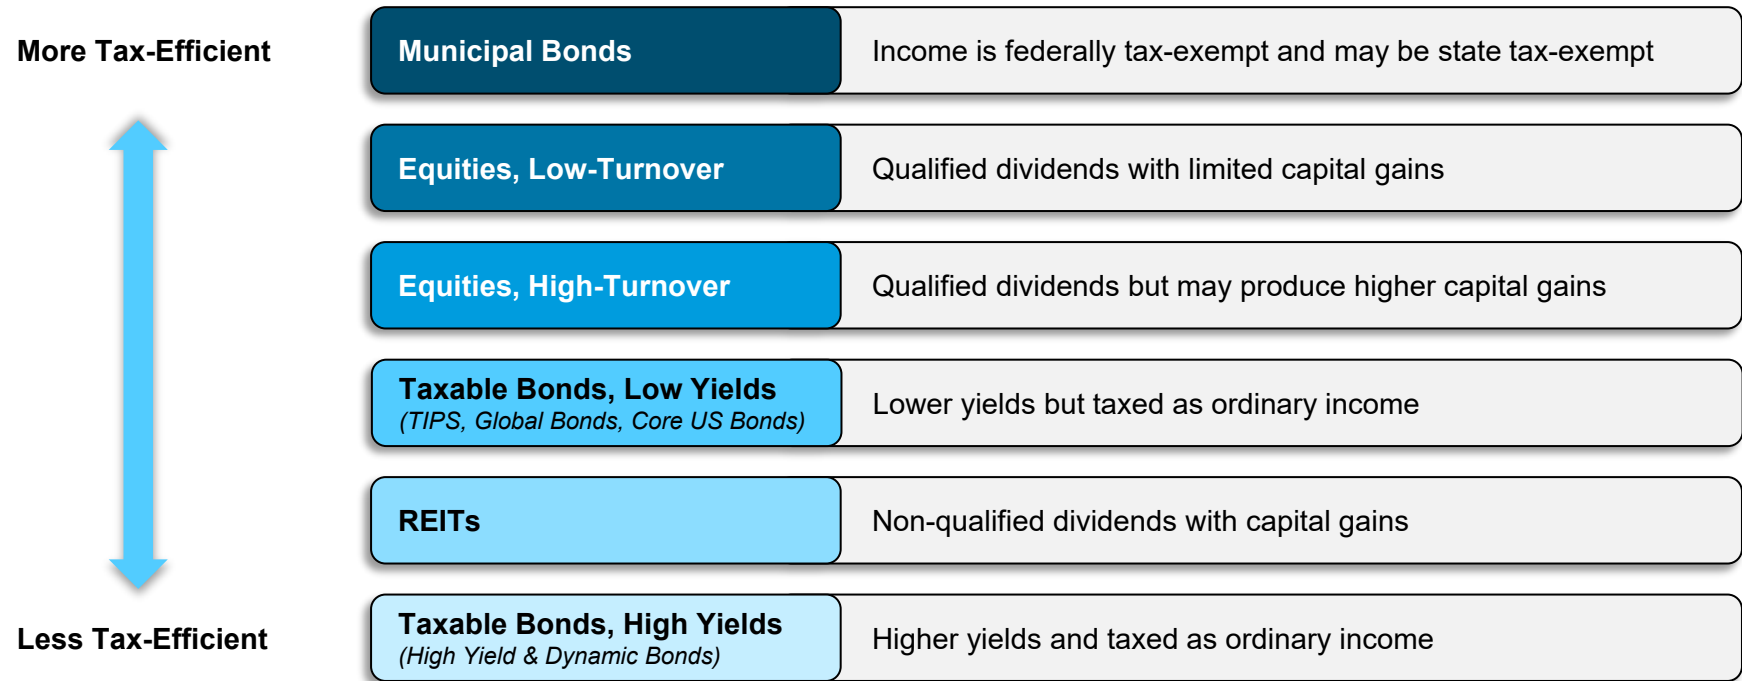 More Tax-Efficient
Municipal Bonds
Income is federally tax-exempt and may be state tax-exempt
Equities, Low-Turnover
Qualified dividends with limited capital gains
Equities, High-Turnover
Qualified dividends but may produce higher capital gains
Taxable Bonds, Low Yields
(TIPS, Global Bonds, Core US Bonds)
Lower yields but taxed as ordinary income
REITs
Non-qualified dividends with capital gains
Less Tax-Efficient
Taxable Bonds, High Yields
(High Yield & Dynamic Bonds)
Higher yields and taxed as ordinary income